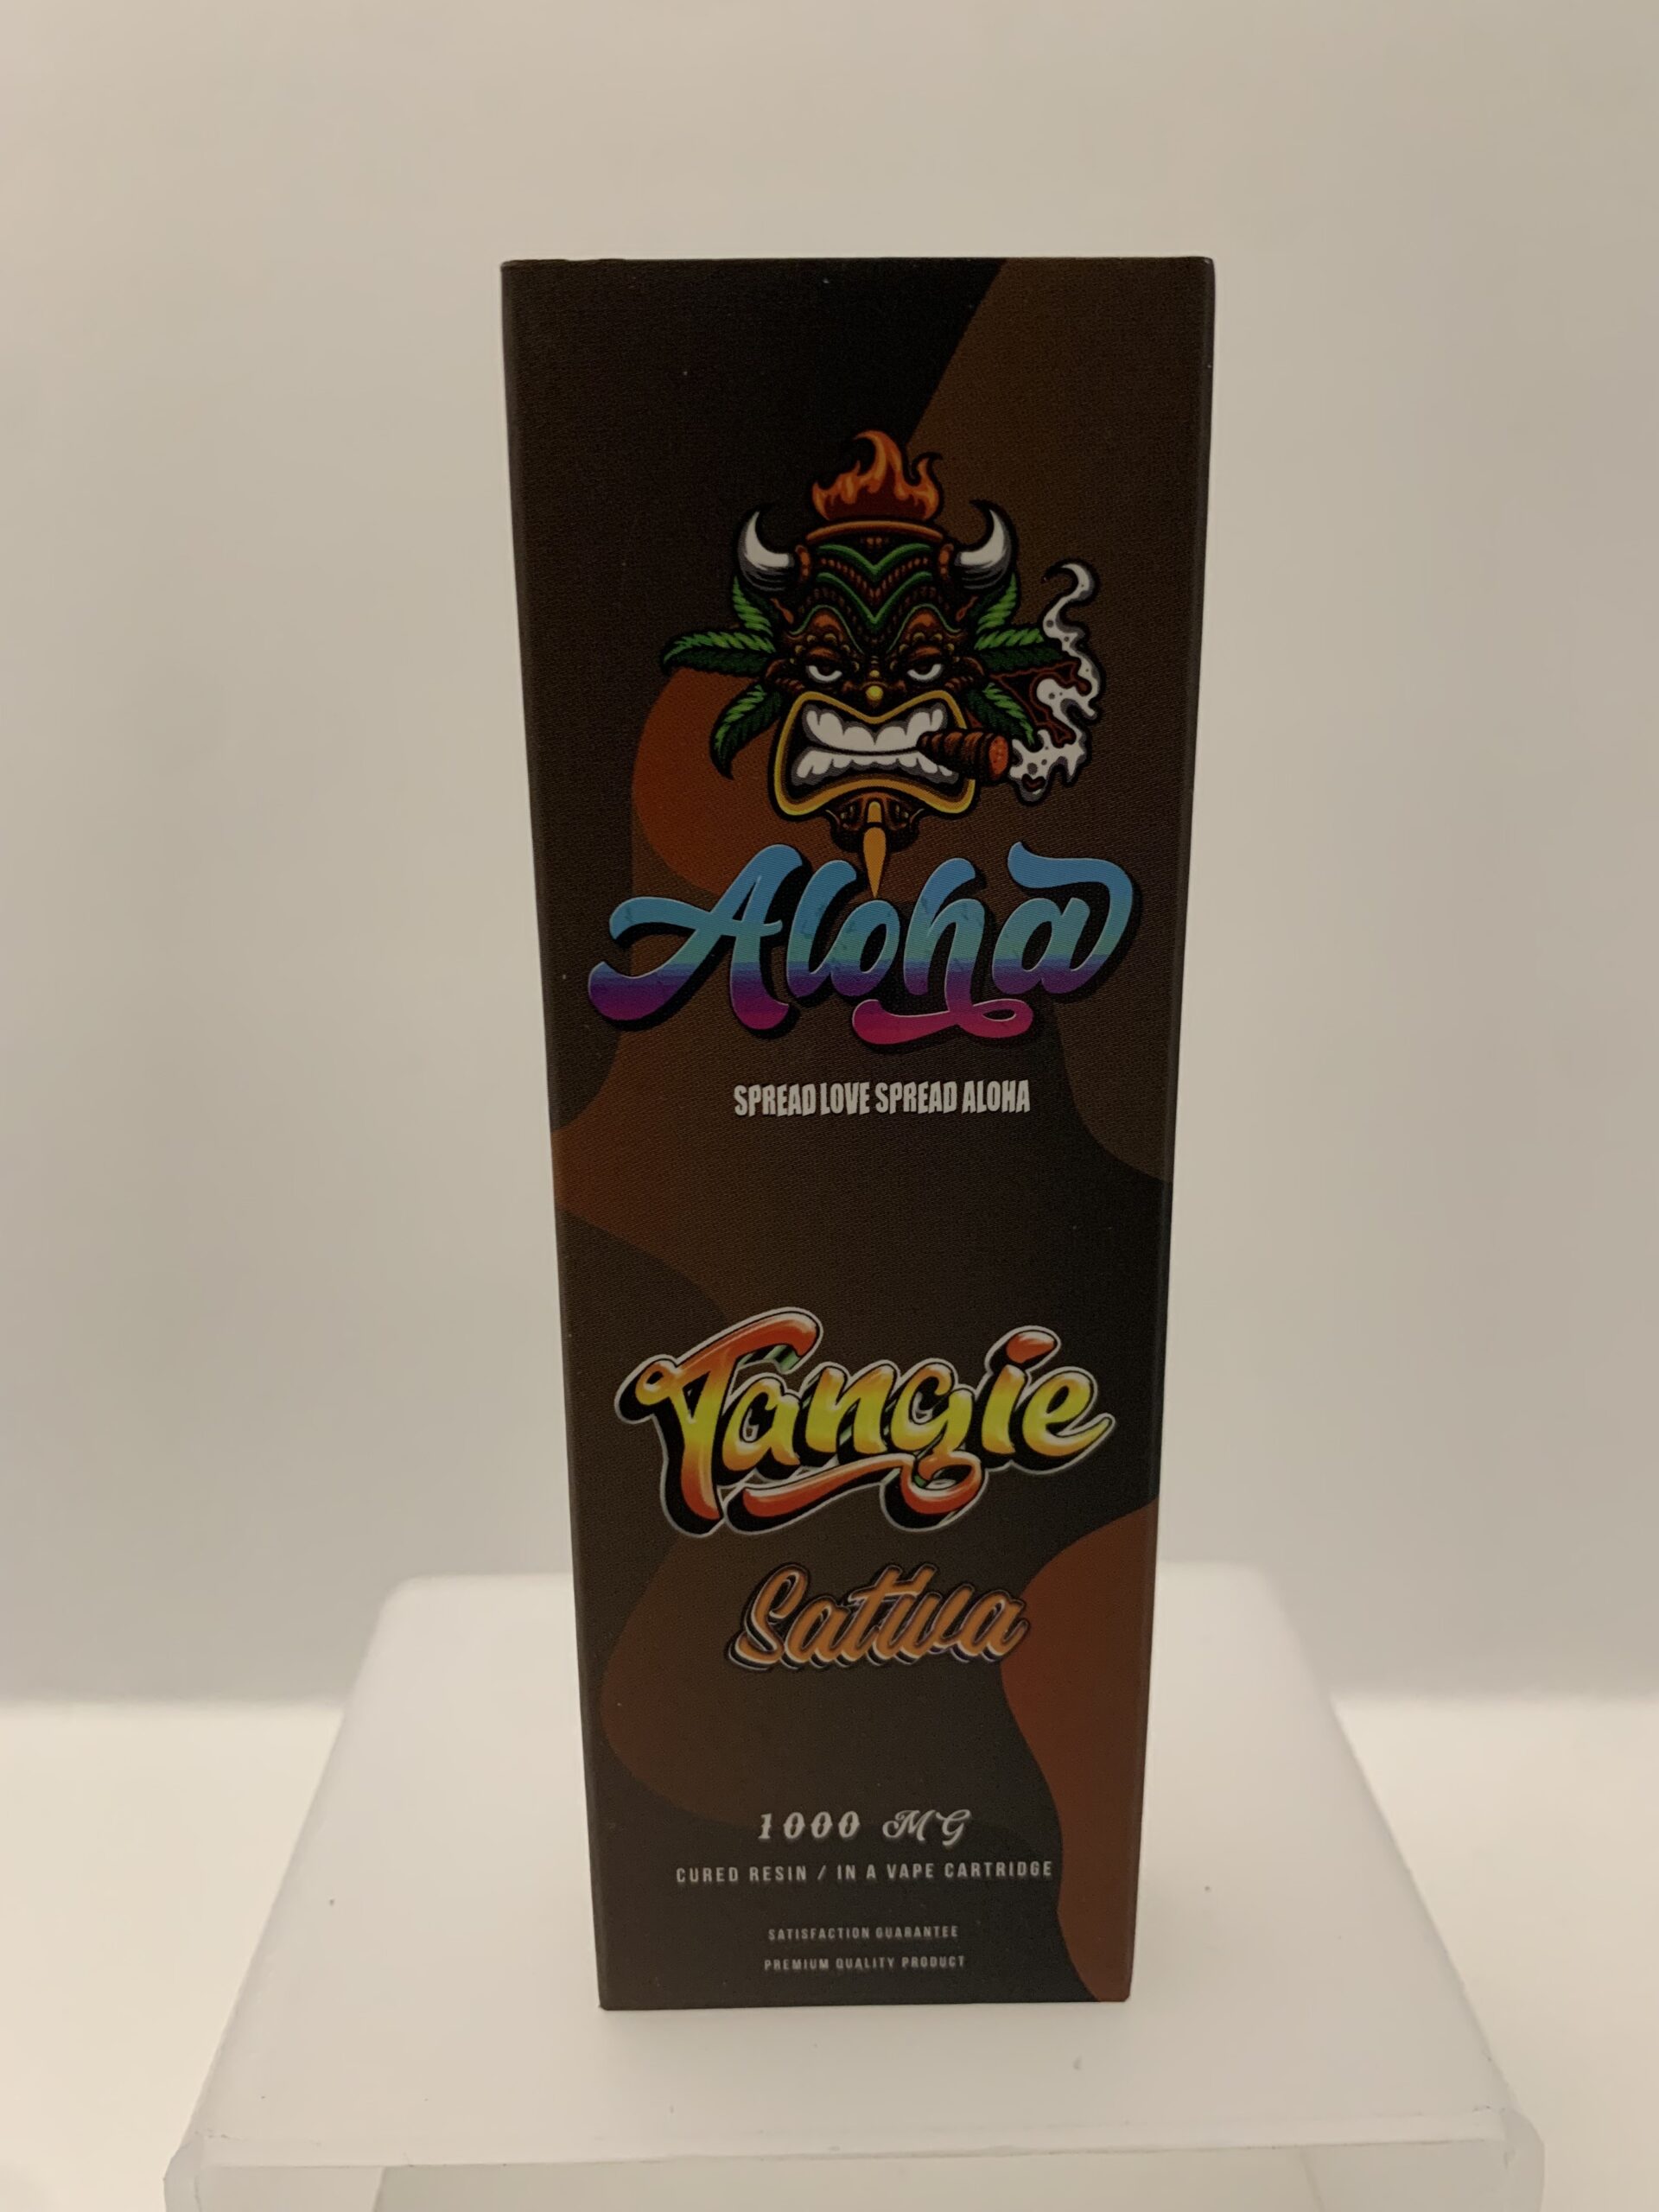 Aloha
SPREAD LOVE SPREAD ALOHA
Tangie
Sativa
1000 MG
CURED RESIN / IN A VAPE CARTRIDGE
SATISFACTION GUARANTEE
PREMIUM QUALITY PRODUCT